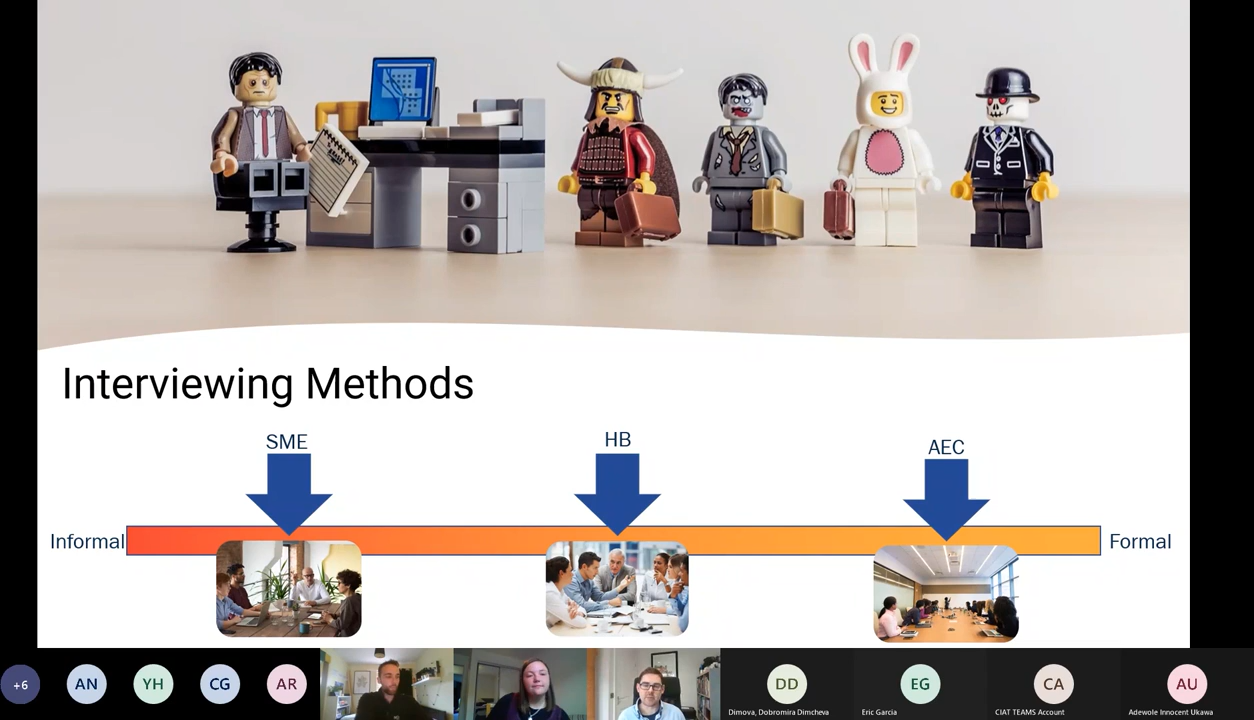 Interviewing Methods
SME
HB
AEC
Informal
Formal
+6
AN
YH
CG
AR
DD
EG
CA
AU
Dimova, Dobromira Dimcheva
Eric Garcia
CIAT TEAMS Account
Adewole Innocent Ukawa